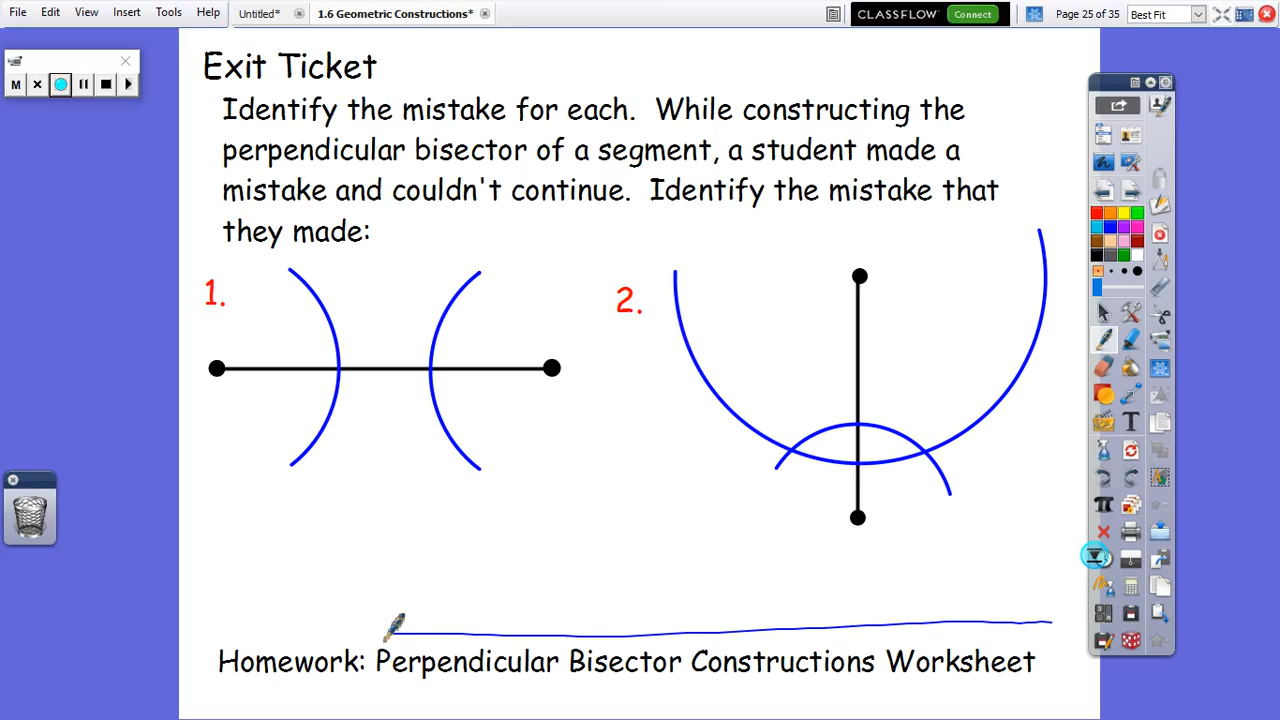 File Edit View Insert Tools Help Untitled* 1.6 Geometric Constructions* CLASSFLOW Connect Page 25 of 35 Best Fit
M
Exit Ticket
Identify the mistake for each. While constructing the
perpendicular bisector of a segment, a student made a
mistake and couldn't continue. Identify the mistake that
they made:
1.
2.
Homework: Perpendicular Bisector Constructions Worksheet